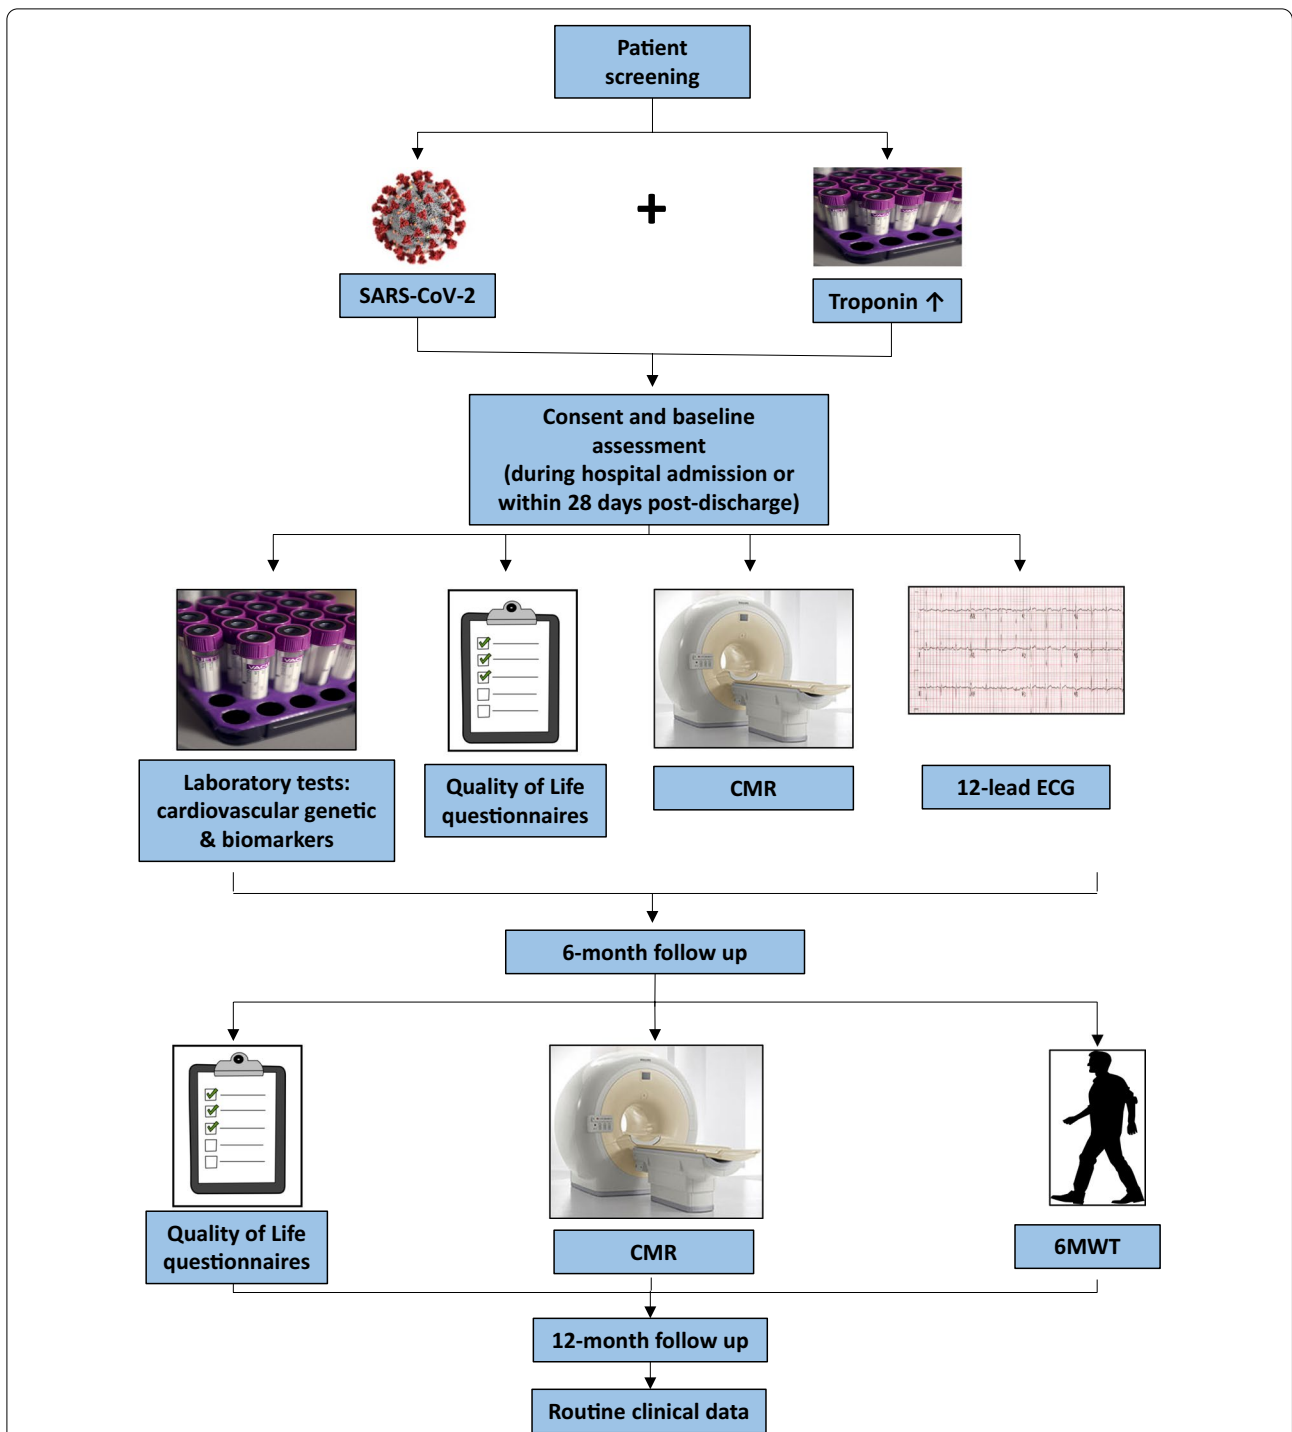 Patient
screening
SARS-CoV-2
+
Troponin ↑
Consent and baseline
assessment
(during hospital admission or
within 28 days post-discharge)
Laboratory tests:
cardiovascular genetic
& biomarkers
Quality of Life
questionnaires
CMR
12-lead ECG
6-month follow up
Quality of Life
questionnaires
CMR
6MWT
12-month follow up
Routine clinical data